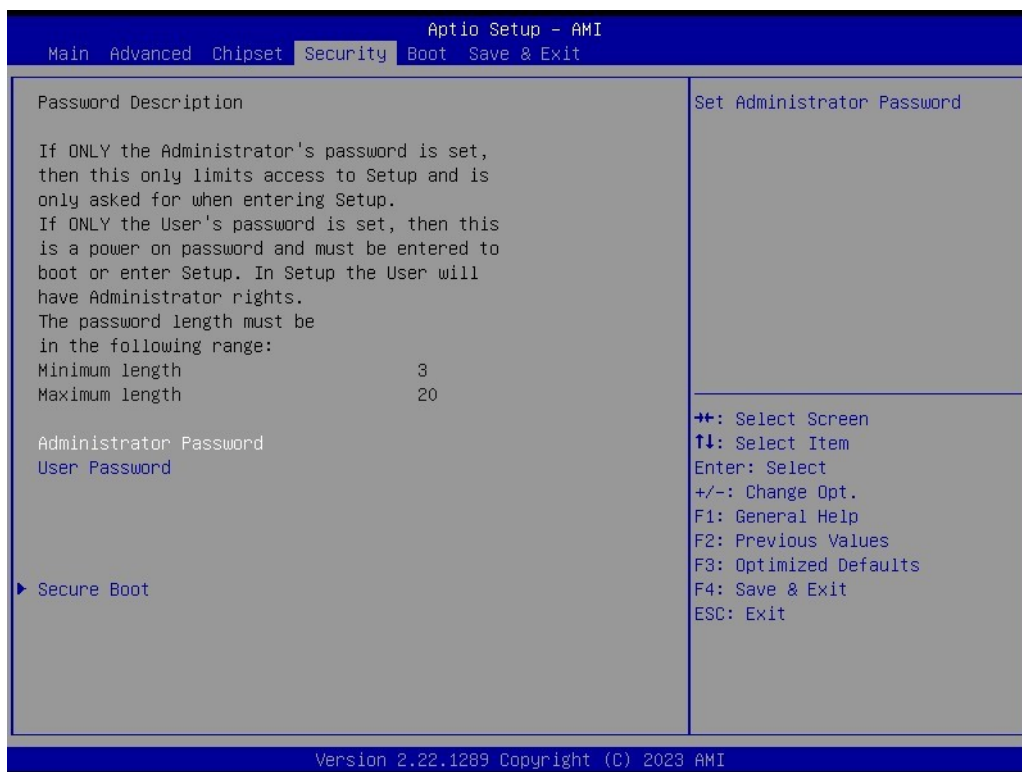 Aptio Setup - AMI
Main Advanced Chipset Security Boot Save & Exit
Password Description
If ONLY the Administrator's password is set,
then this only limits access to Setup and is
only asked for when entering Setup.
If ONLY the User's password is set, then this
is a power on password and must be entered to
boot or enter Setup. In Setup the User will
have Administrator rights.
The password length must be
in the following range:
Minimum length 3
Maximum length 20
Administrator Password
User Password
Secure Boot
Set Administrator Password
→←: Select Screen
↑↓: Select Item
Enter: Select
+/-: Change Opt.
F1: General Help
F2: Previous Values
F3: Optimized Defaults
F4: Save & Exit
ESC: Exit
Version 2.22.1289 Copyright (C) 2023 AMI